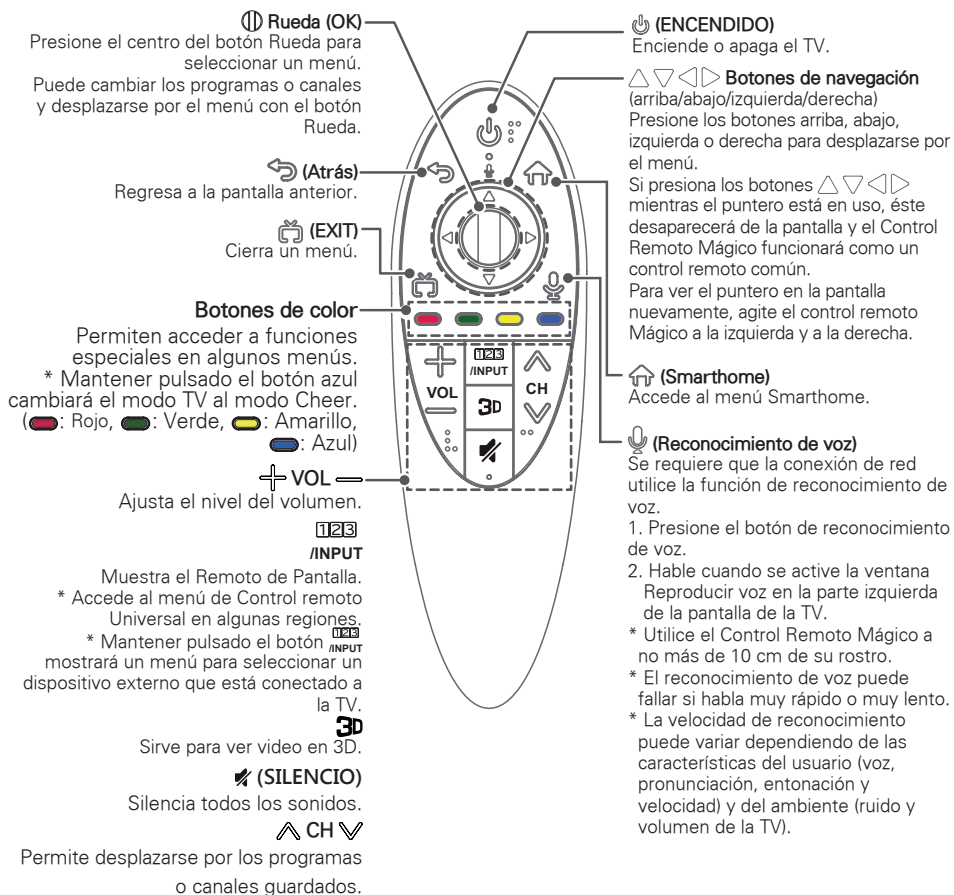 Rueda (OK)
Presione el centro del botón Rueda para
seleccionar un menú.
Puede cambiar los programas o canales
y desplazarse por el menú con el botón
Rueda.
(Atrás)
Regresa a la pantalla anterior.
(EXIT)
Cierra un menú.
Botones de color
Permiten acceder a funciones
especiales en algunos menús.
* Mantener pulsado el botón azul
cambiará el modo TV al modo Cheer.
( : Rojo, : Verde, : Amarillo,
: Azul)
+ VOL —
Ajusta el nivel del volumen.
123
/INPUT
Muestra el Remoto de Pantalla.
* Accede al menú de Control remoto
Universal en algunas regiones.
* Mantener pulsado el botón 123/INPUT
mostrará un menú para seleccionar un
dispositivo externo que está conectado a
la TV.
3D
Sirve para ver video en 3D.
(SILENCIO)
Silencia todos los sonidos.
CH
Permite desplazarse por los programas
o canales guardados.
VOL
123
/INPUT
3D
CH
(ENCENDIDO)
Enciende o apaga el TV.
△▽◁▷ Botones de navegación
(arriba/abajo/izquierda/derecha)
Presione los botones arriba, abajo,
izquierda o derecha para desplazarse por
el menú.
Si presiona los botones △▽◁▷
mientras el puntero está en uso, éste
desaparecerá de la pantalla y el Control
Remoto Mágico funcionará como un
control remoto común.
Para ver el puntero en la pantalla
nuevamente, agite el control remoto
Mágico a la izquierda y a la derecha.
(Smarthome)
Accede al menú Smarthome.
(Reconocimiento de voz)
Se requiere que la conexión de red
utilice la función de reconocimiento de
voz.
1. Presione el botón de reconocimiento
de voz.
2. Hable cuando se active la ventana
Reproducir voz en la parte izquierda
de la pantalla de la TV.
* Utilice el Control Remoto Mágico a
no más de 10 cm de su rostro.
* El reconocimiento de voz puede
fallar si habla muy rápido o muy lento.
* La velocidad de reconocimiento
puede variar dependiendo de las
características del usuario (voz,
pronunciación, entonación y
velocidad) y del ambiente (ruido y
volumen de la TV).